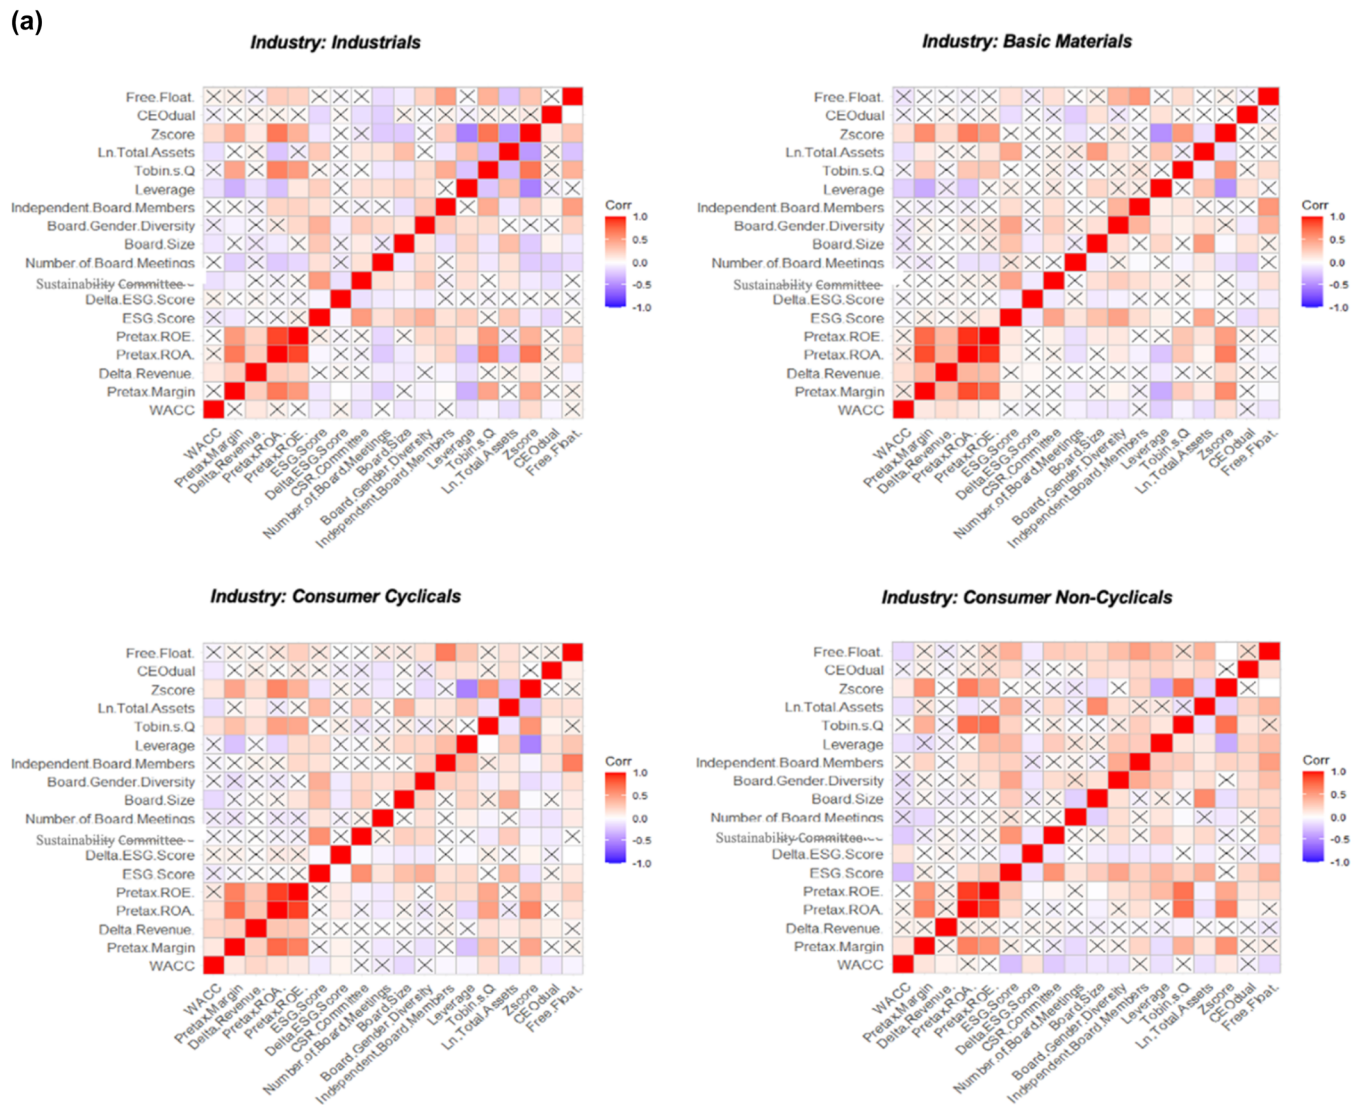 (a)
Industry: Industrials
Free.Float.
CEOdual
Zscore
Ln.Total.Assets
Tobin.s.Q
Leverage
Independent.Board.Members
Board.Gender.Diversity
Board.Size
Number.of.Board.Meetings
Sustainability Committee
Delta.ESG.Score
ESG.Score
Pretax.ROE.
Pretax.ROA.
Delta.Revenue.
Pretax.Margin
WACC
WACC
Pretax.Margin
Delta.Revenue.
Pretax.ROA.
Pretax.ROE.
ESG.Score
Delta.ESG.Score
CSR.Committee
Number.of.Board.Meetings
Board.Size
Board.Gender.Diversity
Independent.Board.Members
Leverage
Tobin.s.Q
Ln.Total.Assets
Zscore
CEOdual
Free.Float.
Corr
1.0
0.5
0.0
-0.5
-1.0
Industry: Basic Materials
Free.Float.
CEOdual
Zscore
Ln.Total.Assets
Tobin.s.Q
Leverage
Independent.Board.Members
Board.Gender.Diversity
Board.Size
Number.of.Board.Meetings
Sustainability Committee
Delta.ESG.Score
ESG.Score
Pretax.ROE.
Pretax.ROA.
Delta.Revenue.
Pretax.Margin
WACC
WACC
Pretax.Margin
Delta.Revenue.
Pretax.ROA.
Pretax.ROE.
ESG.Score
Delta.ESG.Score
CSR.Committee
Number.of.Board.Meetings
Board.Size
Board.Gender.Diversity
Independent.Board.Members
Leverage
Tobin.s.Q
Ln.Total.Assets
Zscore
CEOdual
Free.Float.
Corr
1.0
0.5
0.0
-0.5
-1.0
Industry: Consumer Cyclicals
Free.Float.
CEOdual
Zscore
Ln.Total.Assets
Tobin.s.Q
Leverage
Independent.Board.Members
Board.Gender.Diversity
Board.Size
Number.of.Board.Meetings
Sustainability Committee
Delta.ESG.Score
ESG.Score
Pretax.ROE.
Pretax.ROA.
Delta.Revenue.
Pretax.Margin
WACC
WACC
Pretax.Margin
Delta.Revenue.
Pretax.ROA.
Pretax.ROE.
ESG.Score
Delta.ESG.Score
CSR.Committee
Number.of.Board.Meetings
Board.Size
Board.Gender.Diversity
Independent.Board.Members
Leverage
Tobin.s.Q
Ln.Total.Assets
Zscore
CEOdual
Free.Float.
Corr
1.0
0.5
0.0
-0.5
-1.0
Industry: Consumer Non-Cyclicals
Free.Float.
CEOdual
Zscore
Ln.Total.Assets
Tobin.s.Q
Leverage
Independent.Board.Members
Board.Gender.Diversity
Board.Size
Number.of.Board.Meetings
Sustainability Committee
Delta.ESG.Score
ESG.Score
Pretax.ROE.
Pretax.ROA.
Delta.Revenue.
Pretax.Margin
WACC
WACC
Pretax.Margin
Delta.Revenue.
Pretax.ROA.
Pretax.ROE.
ESG.Score
Delta.ESG.Score
CSR.Committee
Number.of.Board.Meetings
Board.Size
Board.Gender.Diversity
Independent.Board.Members
Leverage
Tobin.s.Q
Ln.Total.Assets
Zscore
CEOdual
Free.Float.
Corr
1.0
0.5
0.0
-0.5
-1.0